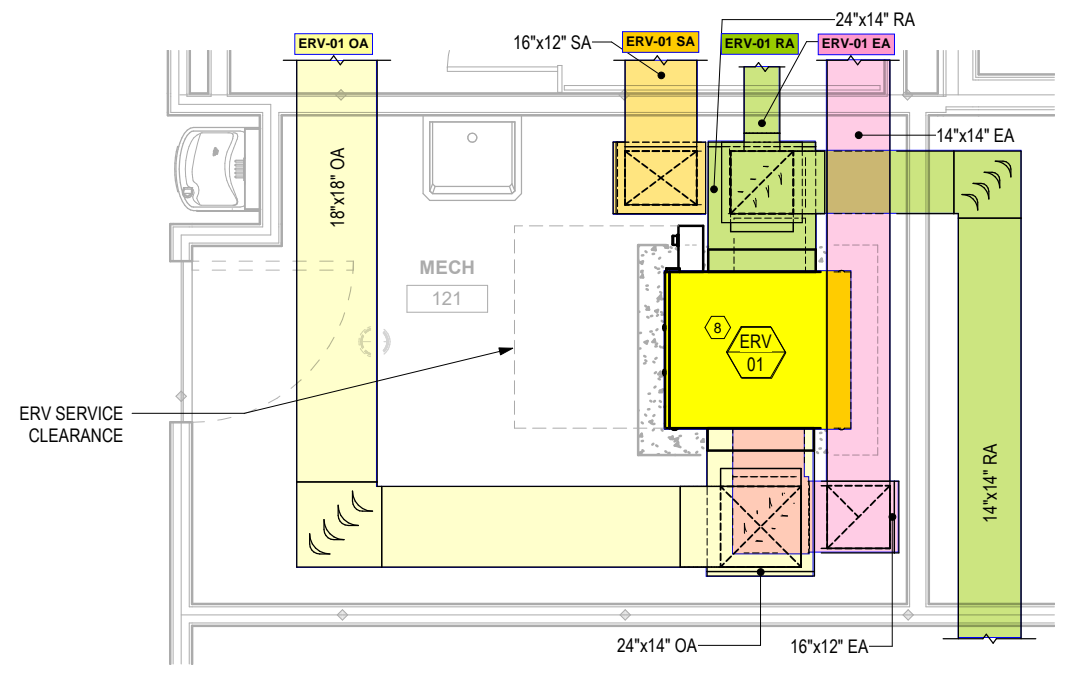 24"x14" RA
ERV-01 OA
16"x12" SA
ERV-01 SA
ERV-01 RA
ERV-01 EA
14"x14" EA
18"x18" OA
MECH
121
8
ERV
01
ERV SERVICE
CLEARANCE
14"x14" RA
24"x14" OA
16"x12" EA